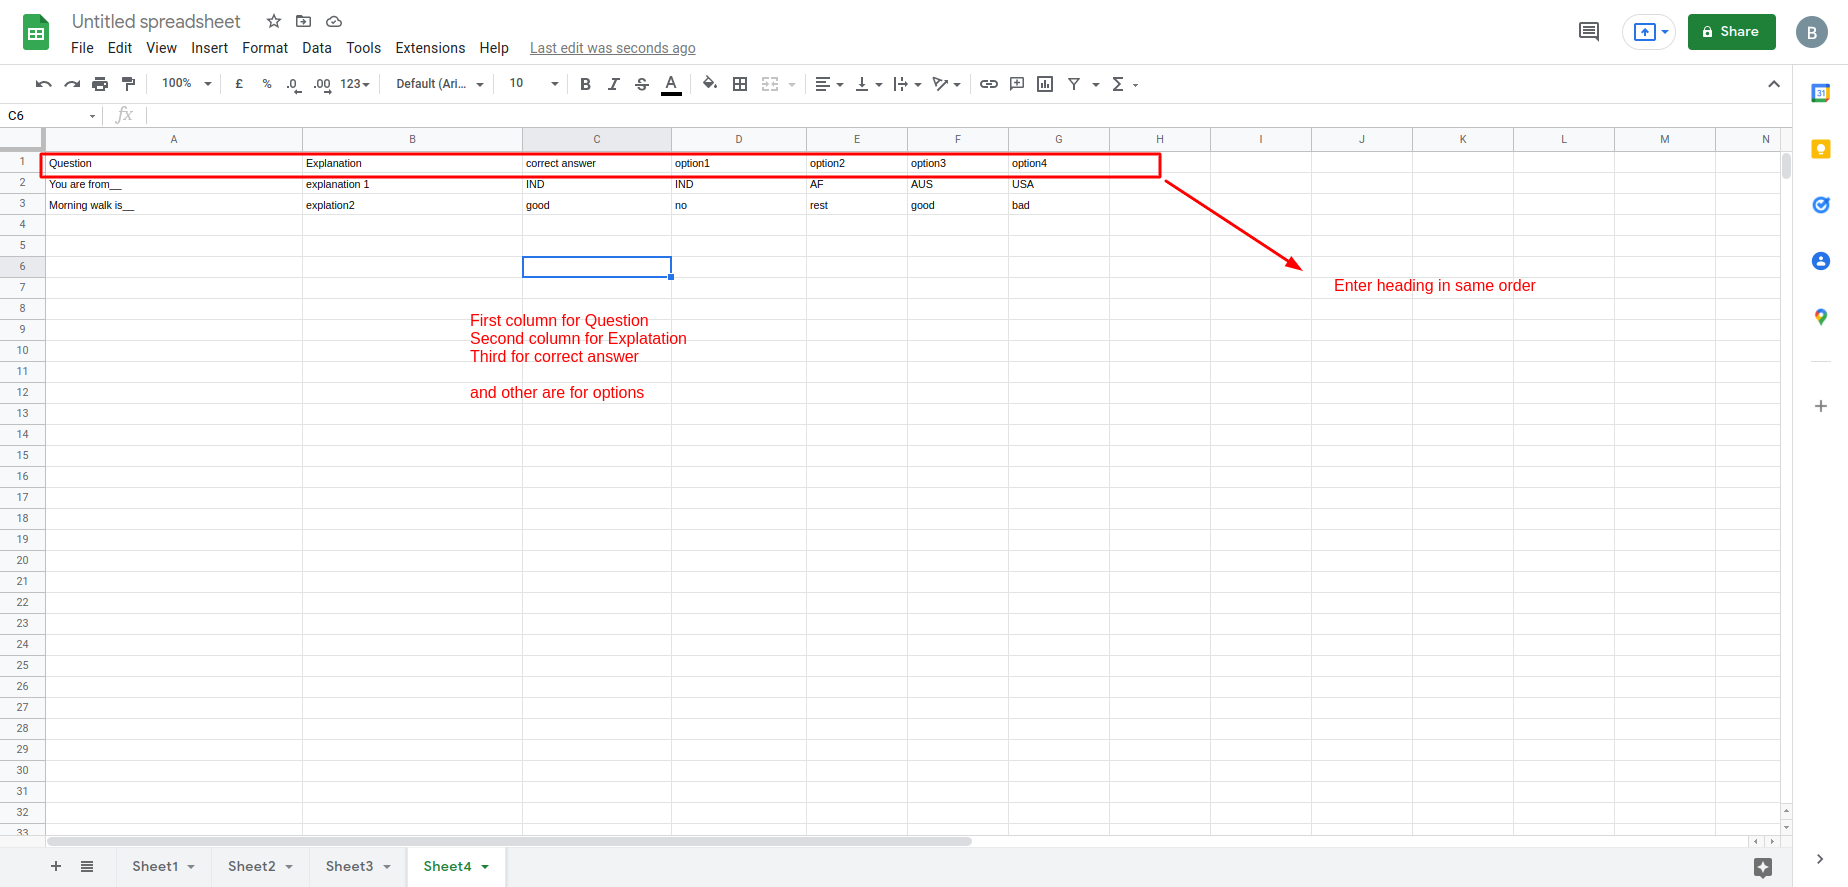 Untitled spreadsheet
File Edit View Insert Format Data Tools Extensions Help Last edit was seconds ago
Share
B
100% £ % .0 .00 123 Default (Ari... 10 B I S A Σ
31
C6 fx
A B C D E F G H I J K L M N
1 Question Explanation correct answer option1 option2 option3 option4
2 You are from__ explanation 1 IND IND AF AUS USA
3 Morning walk is__ explation2 good no rest good bad
4
5
6
7
Enter heading in same order
8
First column for Question
9
Second column for Explatation
10
Third for correct answer
11
12
and other are for options
13
14
15
16
17
18
19
20
21
22
23
24
25
26
27
28
29
30
31
32
33
Sheet1 Sheet2 Sheet3 Sheet4